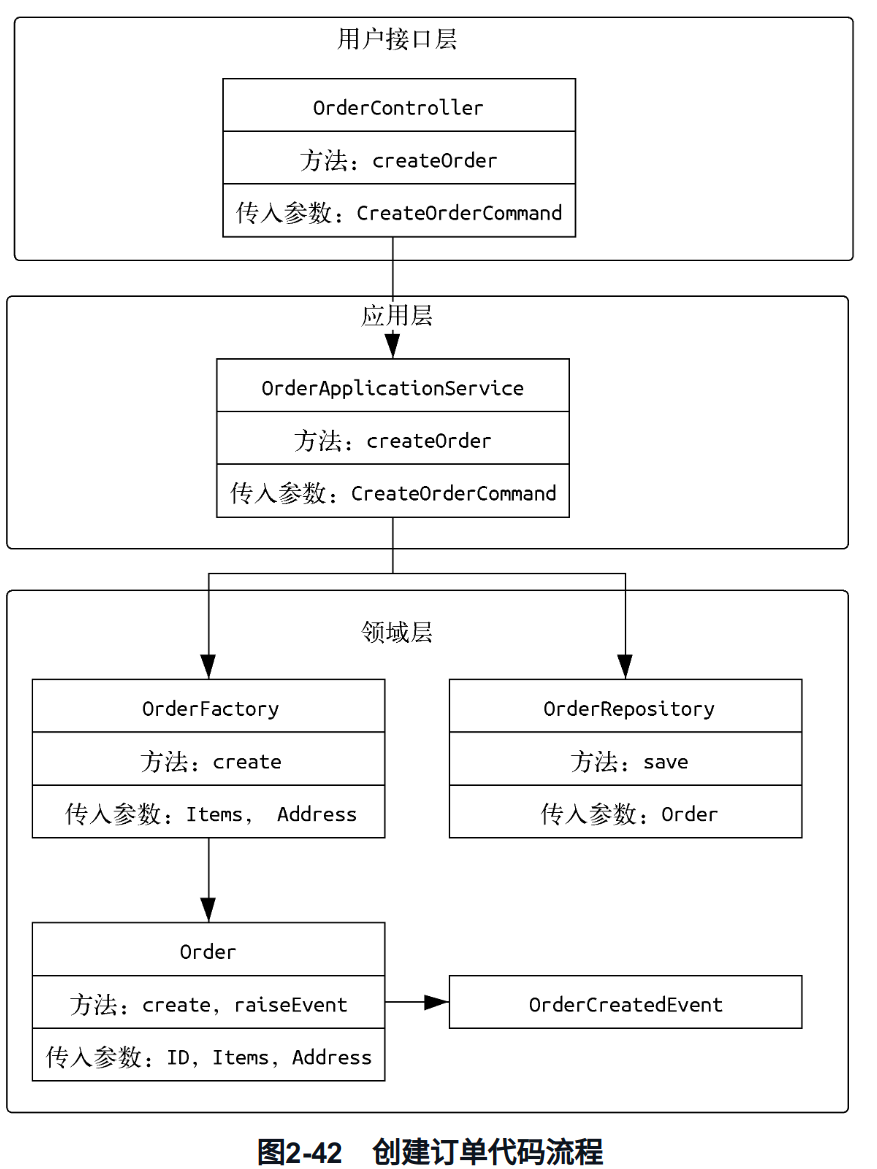 用户接口层
OrderController
方法：createOrder
传入参数：CreateOrderCommand
应用层
OrderApplicationService
方法：createOrder
传入参数：CreateOrderCommand
领域层
OrderFactory
方法：create
传入参数：Items， Address
OrderRepository
方法：save
传入参数：Order
Order
方法：create，raiseEvent
传入参数：ID，Items，Address
OrderCreatedEvent
图2-42 创建订单代码流程